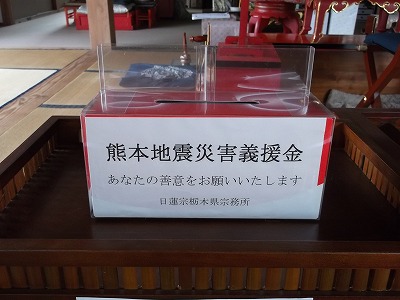 熊本地震災害義援金
あなたの善意をお願いいたします
日蓮宗栃木県宗務所